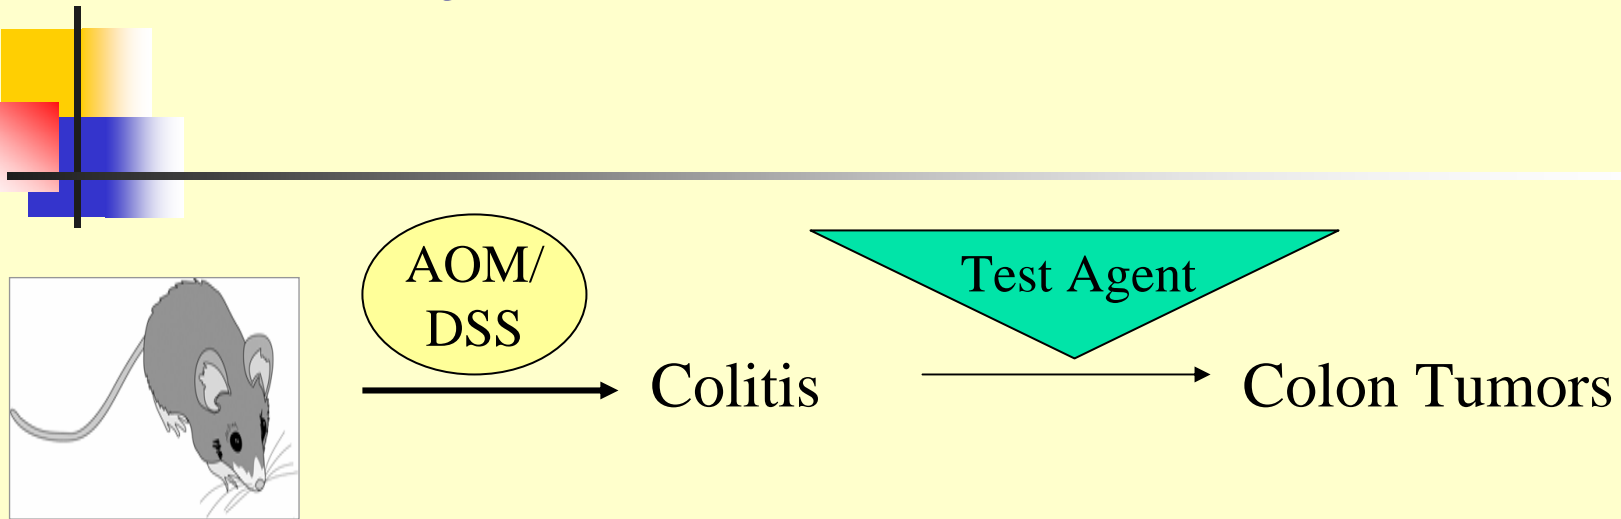 AOM/
DSS
Test Agent
Colitis
Colon Tumors